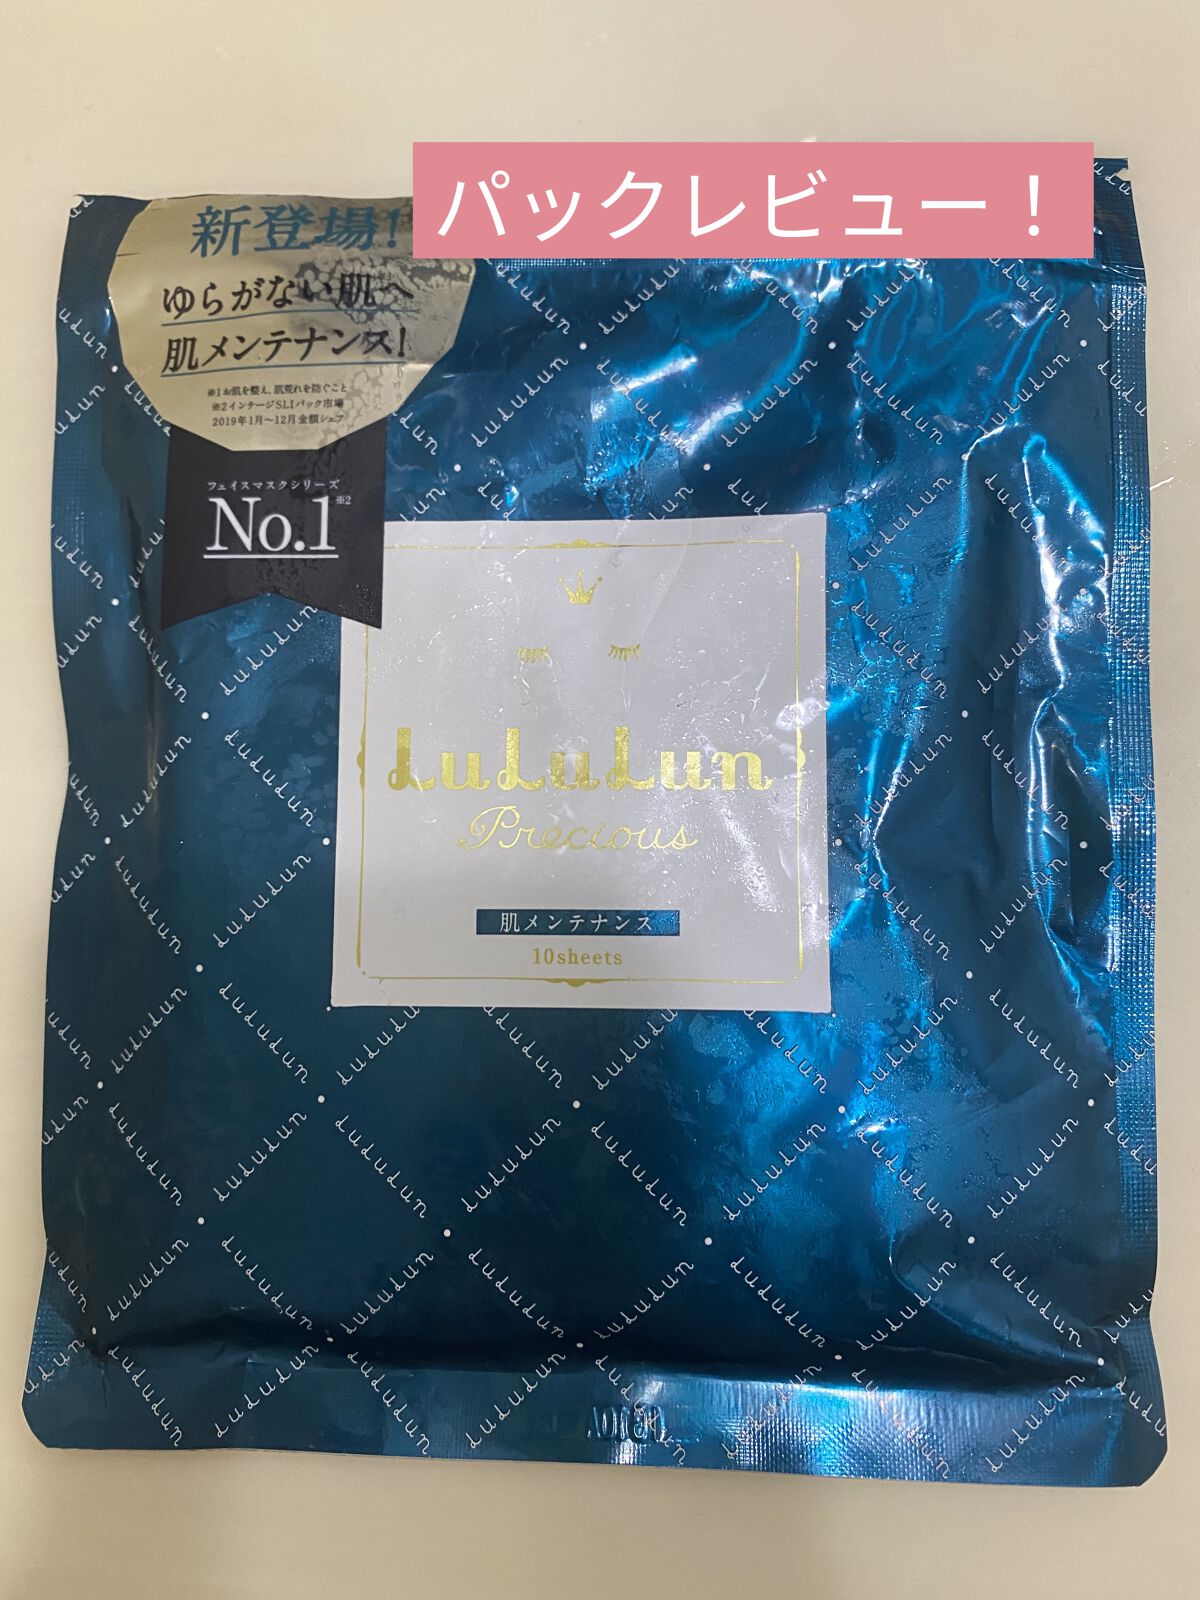 パックレビュー！
新登場!
ゆらがない肌へ
肌メンテナンス!
※1お肌を整え、肌荒れを防ぐこと
※2インテージSLIパック市場
2019年1月〜12月金額シェア
フェイスマスクシリーズ
No.1※2
LuLuLun
Precious
肌メンテナンス
10sheets